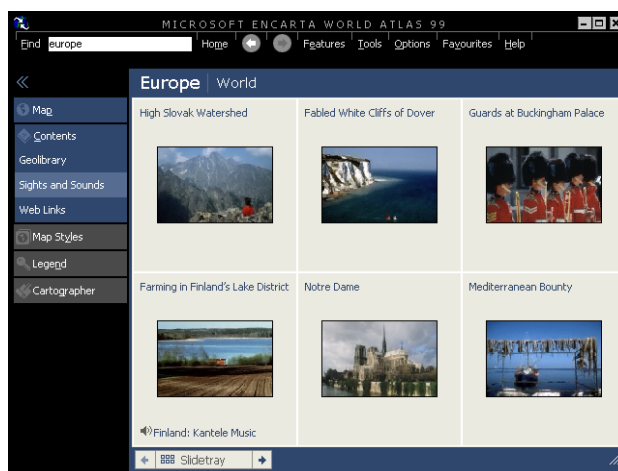 MICROSOFT ENCARTA WORLD ATLAS 99
Find europe Home Features Tools Options Favourites Help
Europe World
Map
Contents
Geolibrary
Sights and Sounds
Web Links
Map Styles
Legend
Cartographer
High Slovak Watershed
Fabled White Cliffs of Dover
Guards at Buckingham Palace
Farming in Finland's Lake District
Notre Dame
Mediterranean Bounty
Finland: Kantele Music
Slidetray